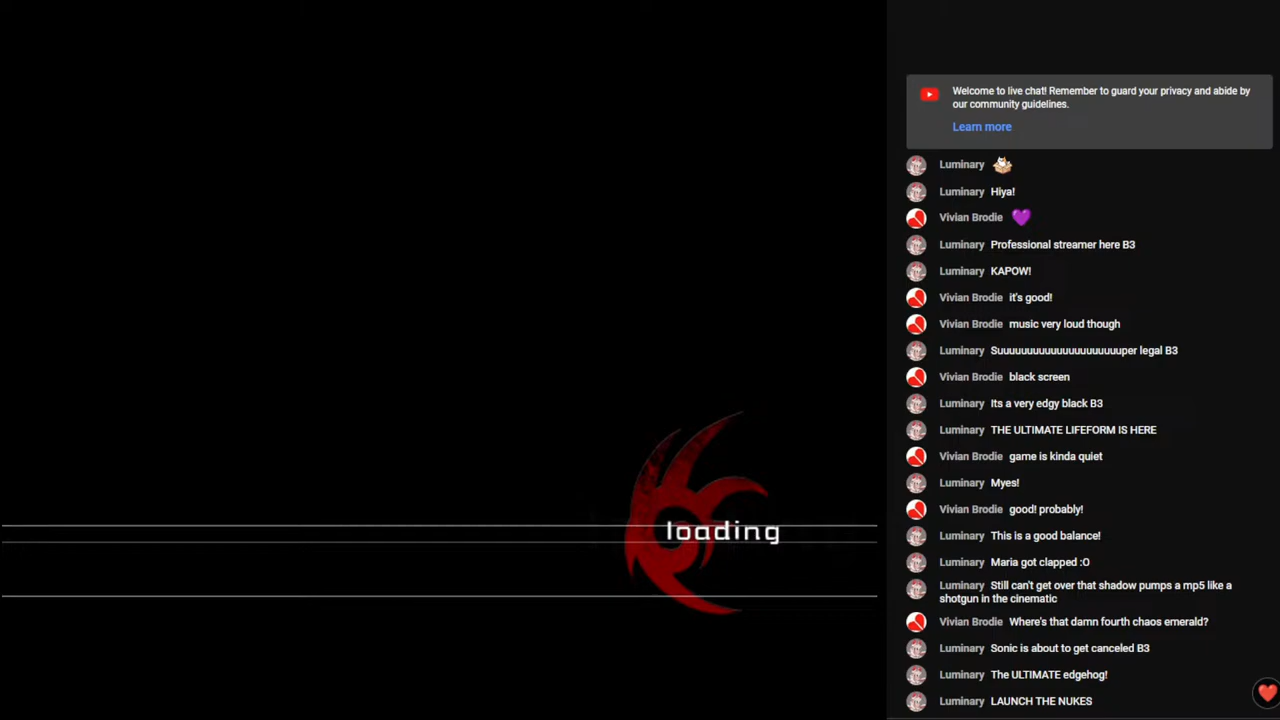 Welcome to live chat! Remember to guard your privacy and abide by
our community guidelines.
Learn more
Luminary
Luminary Hiya!
Vivian Brodie
Luminary Professional streamer here B3
Luminary KAPOW!
Vivian Brodie it's good!
Vivian Brodie music very loud though
Luminary Suuuuuuuuuuuuuuuuuuuuuper legal B3
Vivian Brodie black screen
Luminary Its a very edgy black B3
Luminary THE ULTIMATE LIFEFORM IS HERE
Vivian Brodie game is kinda quiet
Luminary Myes!
Vivian Brodie good! probably!
loading
Luminary This is a good balance!
Luminary Maria got clapped :O
Luminary Still can't get over that shadow pumps a mp5 like a
shotgun in the cinematic
Vivian Brodie Where's that damn fourth chaos emerald?
Luminary Sonic is about to get canceled B3
Luminary The ULTIMATE edgehog!
Luminary LAUNCH THE NUKES